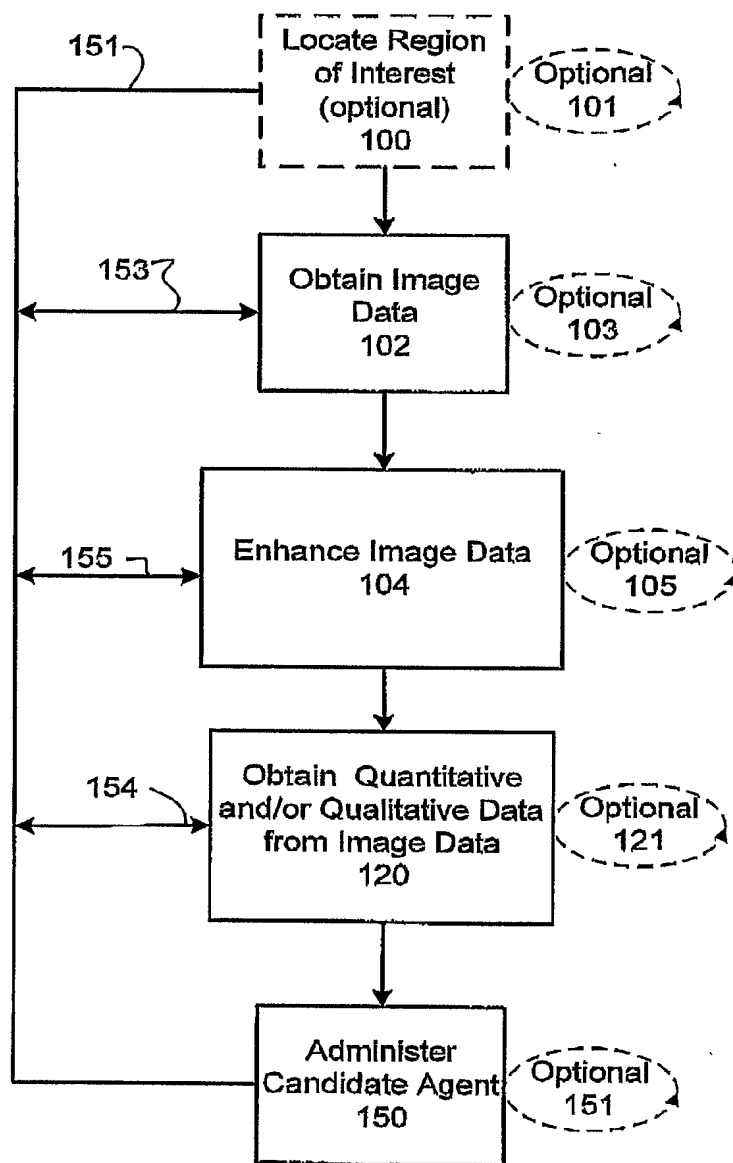 151
Locate Region
of Interest
(optional)
100
Optional
101
153
Obtain Image
Data
102
Optional
103
155
Enhance Image Data
104
Optional
105
154
Obtain Quantitative
and/or Qualitative Data
from Image Data
120
Optional
121
Administer
Candidate Agent
150
Optional
151